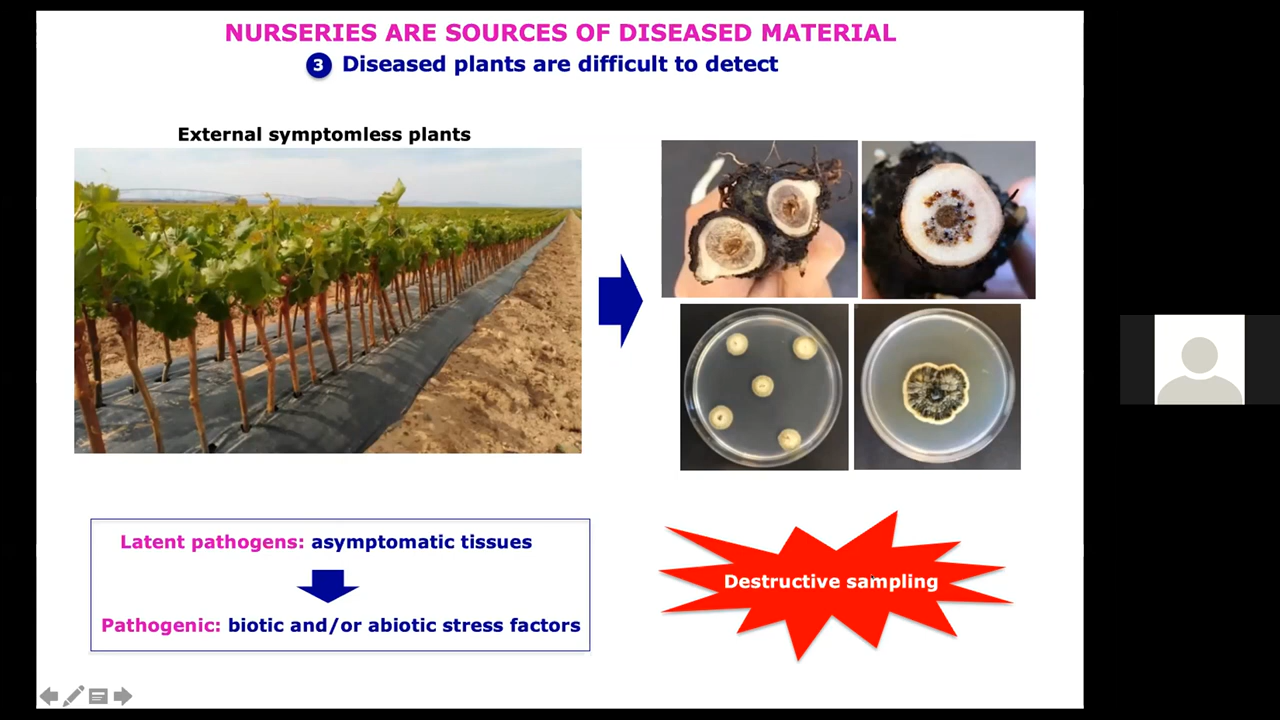 NURSERIES ARE SOURCES OF DISEASED MATERIAL
3 Diseased plants are difficult to detect
External symptomless plants
Latent pathogens: asymptomatic tissues
Pathogenic: biotic and/or abiotic stress factors
Destructive sampling